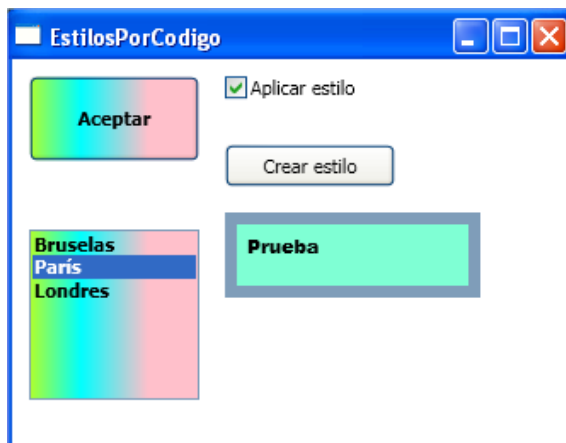 EstilosPorCodigo
Aceptar
Aplicar estilo
Crear estilo
Bruselas
París
Londres
Prueba